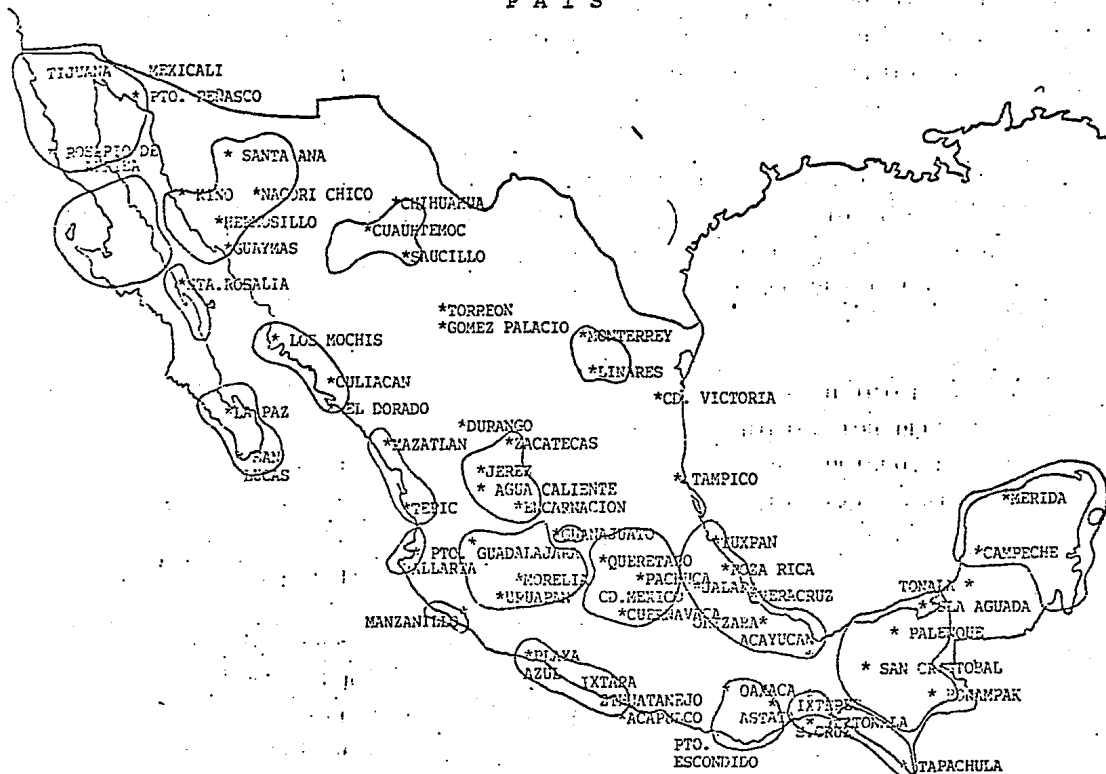 P A I S
TIJUANA
MEXICALI
* PTO. PEÑASCO
* ROSARIO DE
* SANTA ANA
* KINO
*NACORI CHICO
*HERMOSILLO
*GUAYMAS
*CHIHUAHUA
*CUAUHTEMOC
*SAUCILLO
*STA.ROSALIA
*TORREON
*GOMEZ PALACIO
* LOS MOCHIS
*MONTERREY
*LINARES
*CULIACAN
EL DORADO
*CD. VICTORIA
*LA PAZ
* SAN
LUCAS
*DURANGO
*MAZATLAN
*ZACATECAS
*JEREZ
* AGUA CALIENTE
*ENCARNACION
*TEPIC
* TAMPICO
*MERIDA
*GUANAJUATO
*TUXPAN
* PTO.
VALLARTA
*
GUADALAJARA
*QUERETARO
*POZA RICA
*CAMPECHE
*MORELIA
*PACHUCA
*JALAPA
VERACRUZ
TONALA *
*URUAPAN
CD.MEXICO
*CUERNAVACA
ORIZABA*
ACAYUCAN
*SLA AGUADA
MANZANILLO
*
* PALENQUE
*PLAYA
AZUL
IXTAPA
ZIHUATANEJO
*ACAPULCO
* SAN CRISTOBAL
* BONAMPAK
* OAXACA
*
ASTATA
S.CRUZ
PTO.
ESCONDIDO
*TAPACHULA